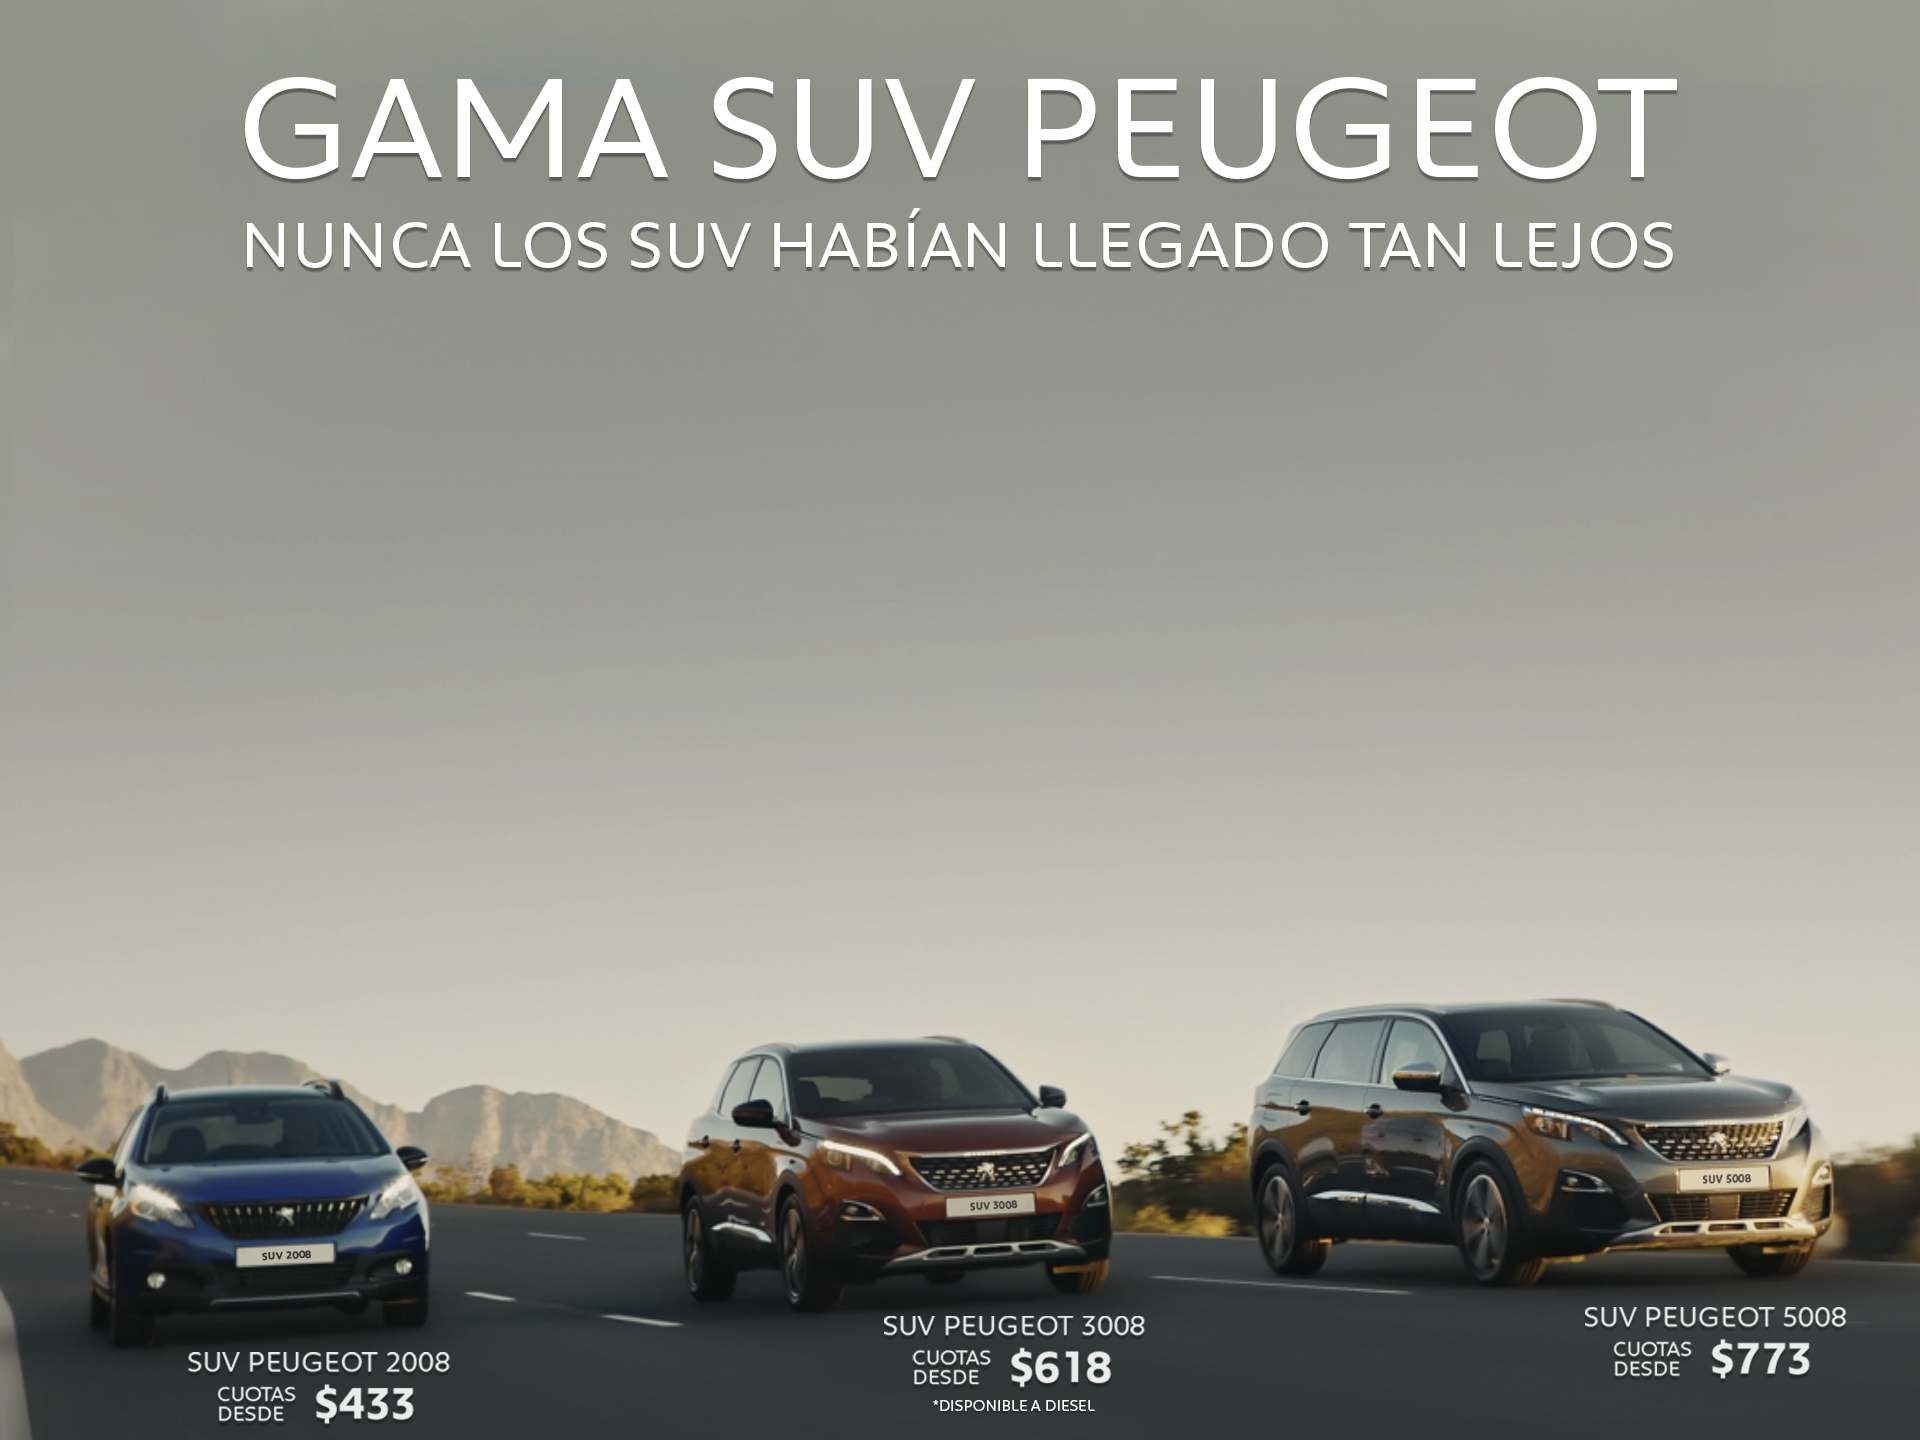 GAMA SUV PEUGEOT
NUNCA LOS SUV HABÍAN LLEGADO TAN LEJOS
SUV 2008
SUV 3008
SUV 5008
SUV PEUGEOT 2008
CUOTAS DESDE $433
SUV PEUGEOT 3008
CUOTAS DESDE $618
*DISPONIBLE A DIESEL
SUV PEUGEOT 5008
CUOTAS DESDE $773